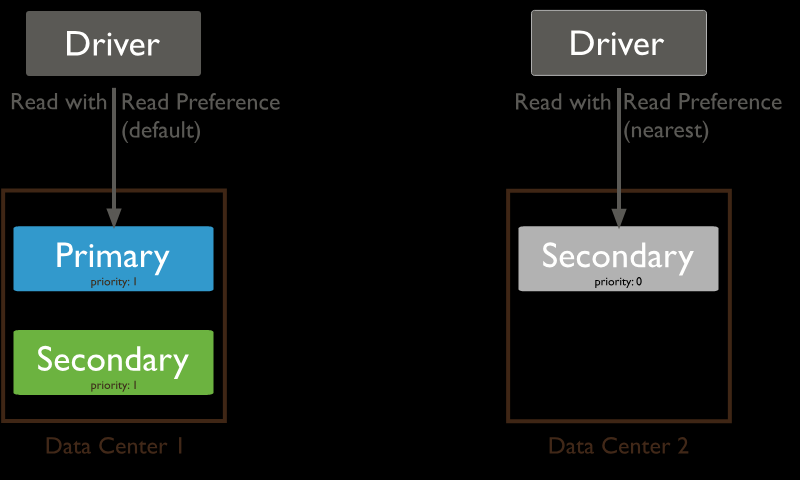 Driver
Read with Read Preference
(default)
Primary
priority: 1
Secondary
priority: 1
Data Center 1
Driver
Read with Read Preference
(nearest)
Secondary
priority: 0
Data Center 2